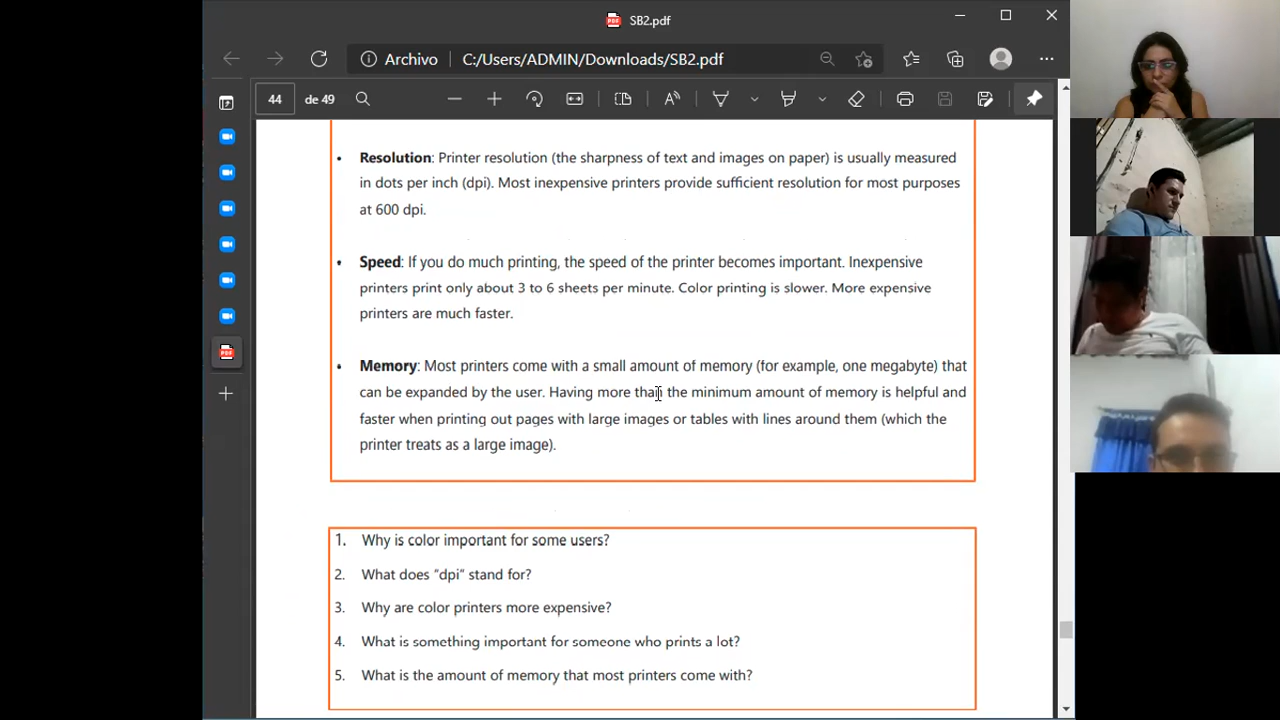 SB2.pdf
Archivo C:/Users/ADMIN/Downloads/SB2.pdf
44 de 49
• Resolution: Printer resolution (the sharpness of text and images on paper) is usually measured
in dots per inch (dpi). Most inexpensive printers provide sufficient resolution for most purposes
at 600 dpi.
• Speed: If you do much printing, the speed of the printer becomes important. Inexpensive
printers print only about 3 to 6 sheets per minute. Color printing is slower. More expensive
printers are much faster.
• Memory: Most printers come with a small amount of memory (for example, one megabyte) that
can be expanded by the user. Having more than the minimum amount of memory is helpful and
faster when printing out pages with large images or tables with lines around them (which the
printer treats as a large image).
1. Why is color important for some users?
2. What does “dpi” stand for?
3. Why are color printers more expensive?
4. What is something important for someone who prints a lot?
5. What is the amount of memory that most printers come with?